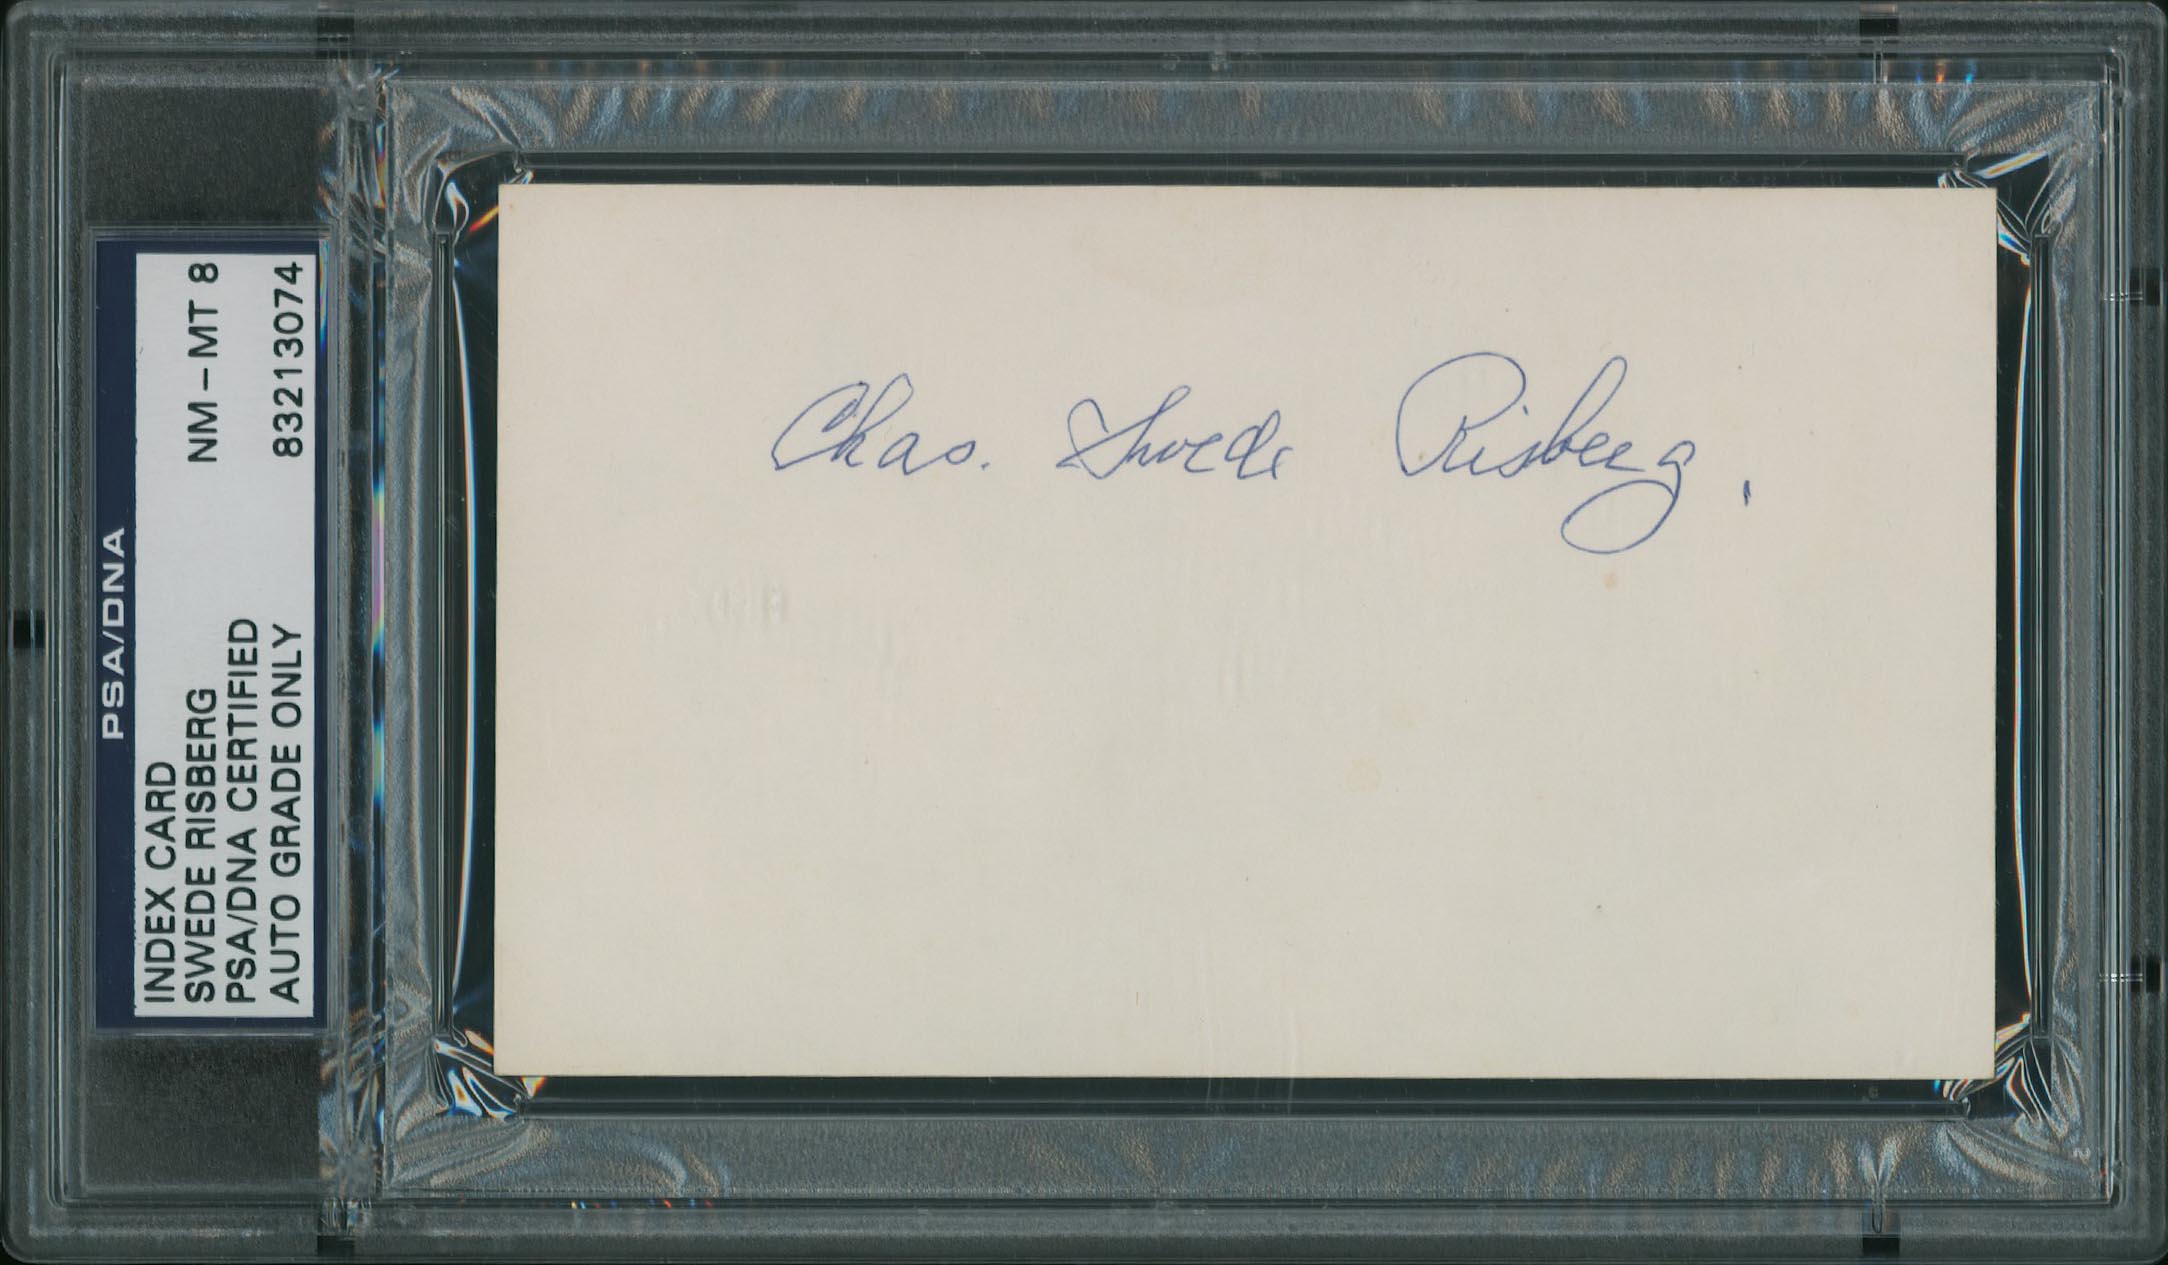 PSA/DNA
INDEX CARD
SWEDE RISBERG NM-MT 8
PSA/DNA CERTIFIED
AUTO GRADE ONLY 83213074
Chas. Swede Risberg.